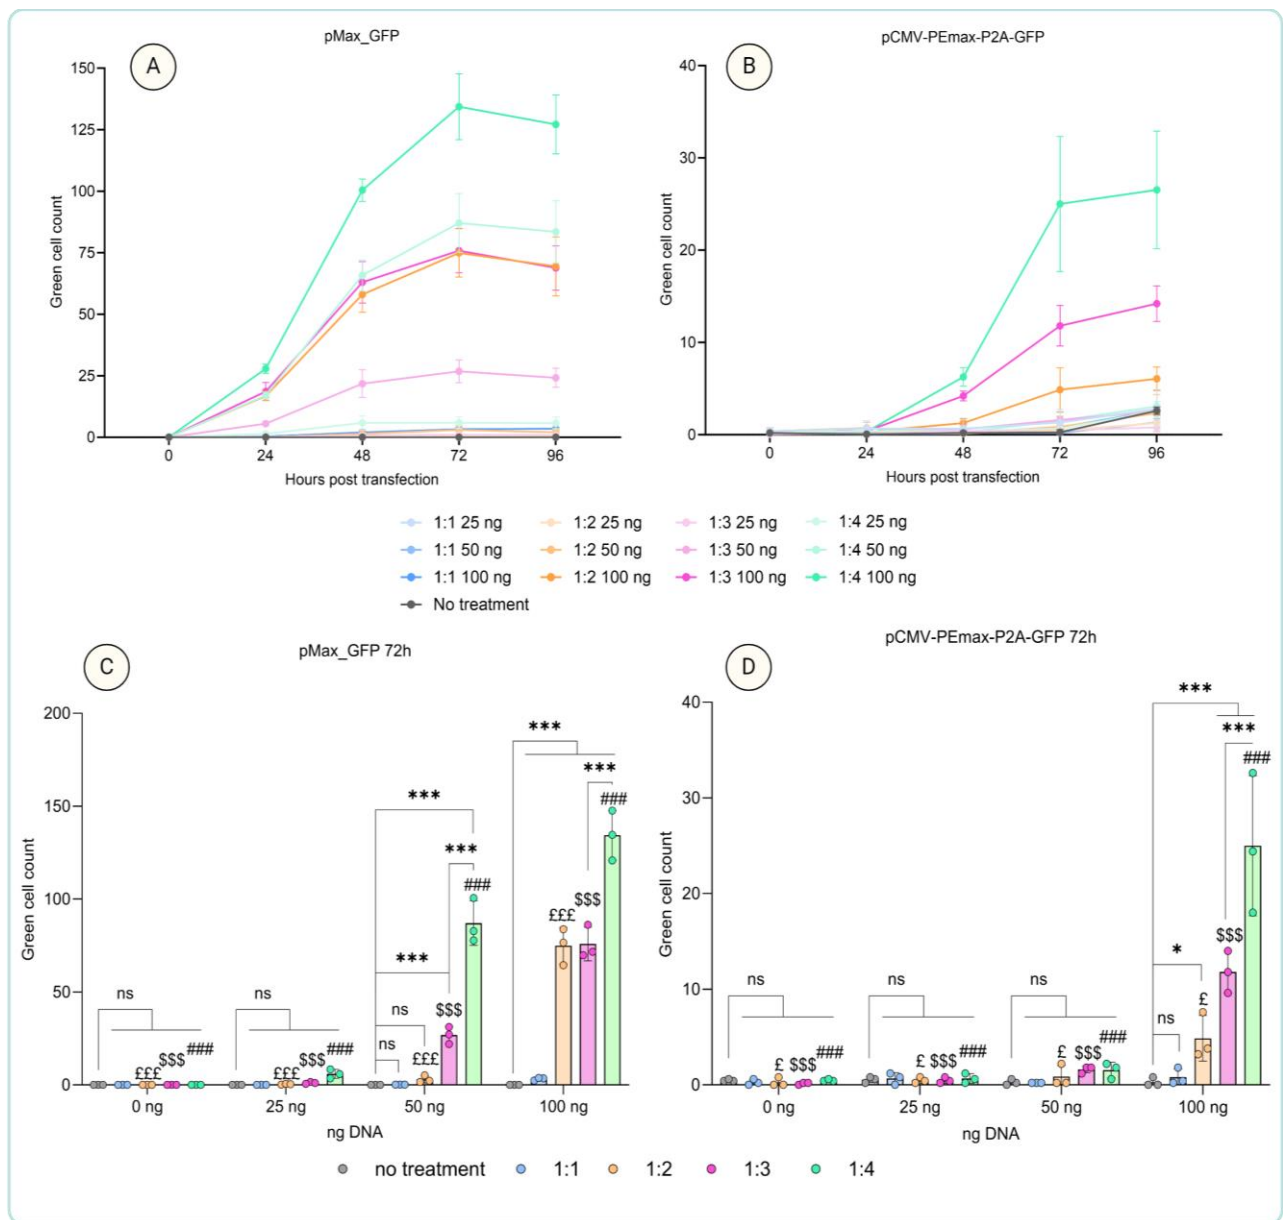 A
pMax_GFP
150
125
100
75
50
25
0
Green cell count
0 24 48 72 96
Hours post transfection
B
pCMV-PEmax-P2A-GFP
40
30
20
10
0
Green cell count
0 24 48 72 96
Hours post transfection
1:1 25 ng 1:2 25 ng 1:3 25 ng 1:4 25 ng
1:1 50 ng 1:2 50 ng 1:3 50 ng 1:4 50 ng
1:1 100 ng 1:2 100 ng 1:3 100 ng 1:4 100 ng
No treatment
C
pMax_GFP 72h
200
150
100
50
0
Green cell count
ns
£££ $$$ ###
ns
£££ $$$ ###
***
***
***
ns
ns
£££ $$$ ###
***
***
£££ $$$ ###
0 ng 25 ng 50 ng 100 ng
ng DNA
D
pCMV-PEmax-P2A-GFP 72h
40
30
20
10
0
Green cell count
ns
£ $$$ ###
ns
£ $$$ ###
ns
£ $$$ ###
***
***
*
ns
£ $$$ ###
0 ng 25 ng 50 ng 100 ng
ng DNA
no treatment 1:1 1:2 1:3 1:4